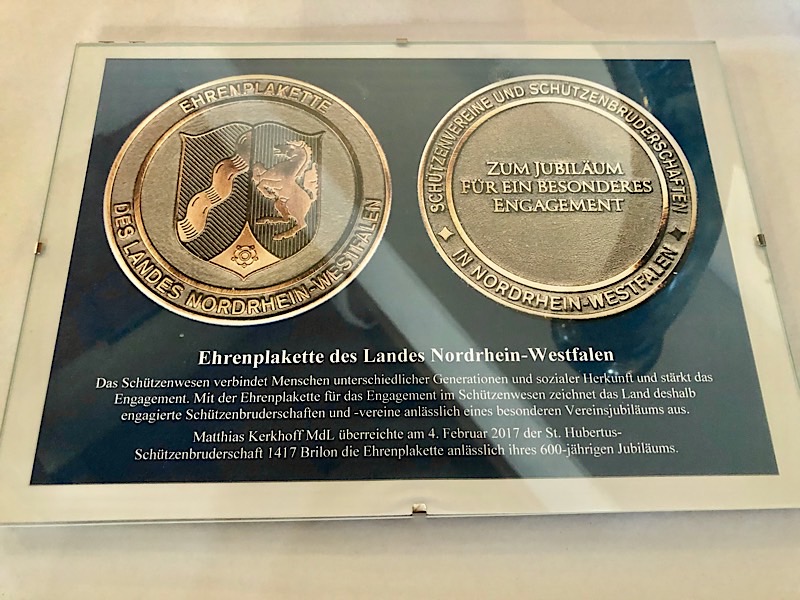 EHRENPLAKETTE
DES LANDES NORDRHEIN-WESTFALEN
SCHÜTZENVEREINE UND SCHÜTZENBRUDERSCHAFTEN
ZUM JUBILÄUM
FÜR EIN BESONDERES
ENGAGEMENT
IN NORDRHEIN-WESTFALEN
Ehrenplakette des Landes Nordrhein-Westfalen
Das Schützenwesen verbindet Menschen unterschiedlicher Generationen und sozialer Herkunft und stärkt das
Engagement. Mit der Ehrenplakette für das Engagement im Schützenwesen zeichnet das Land deshalb
engagierte Schützenbruderschaften und -vereine anlässlich eines besonderen Vereinsjubiläums aus.
Matthias Kerkhoff MdL überreichte am 4. Februar 2017 der St. Hubertus-
Schützenbruderschaft 1417 Brilon die Ehrenplakette anlässlich ihres 600-jährigen Jubiläums.